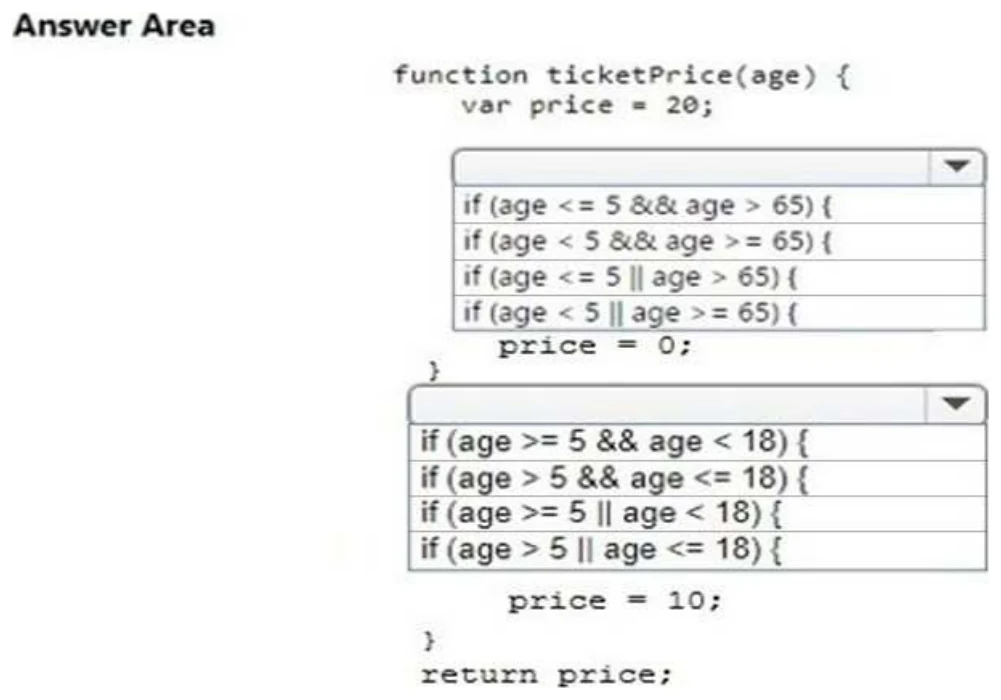 Answer Area
function ticketPrice(age) {
var price = 20;
if (age <= 5 && age > 65) {
if (age < 5 && age >= 65) {
if (age <= 5 || age > 65) {
if (age < 5 || age >= 65) {
price = 0;
}
if (age >= 5 && age < 18) {
if (age > 5 && age <= 18) {
if (age >= 5 || age < 18) {
if (age > 5 || age <= 18) {
price = 10;
}
return price;